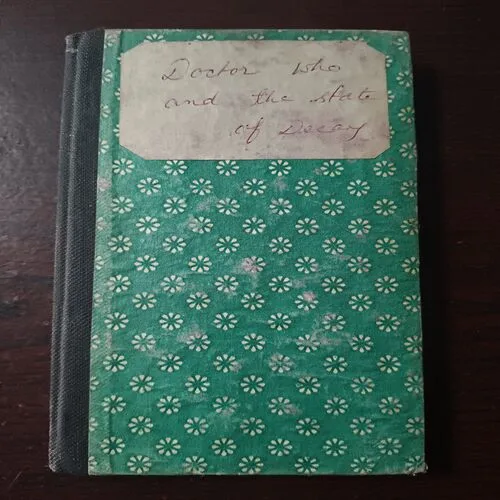 Doctor Who
and the State
of Decay